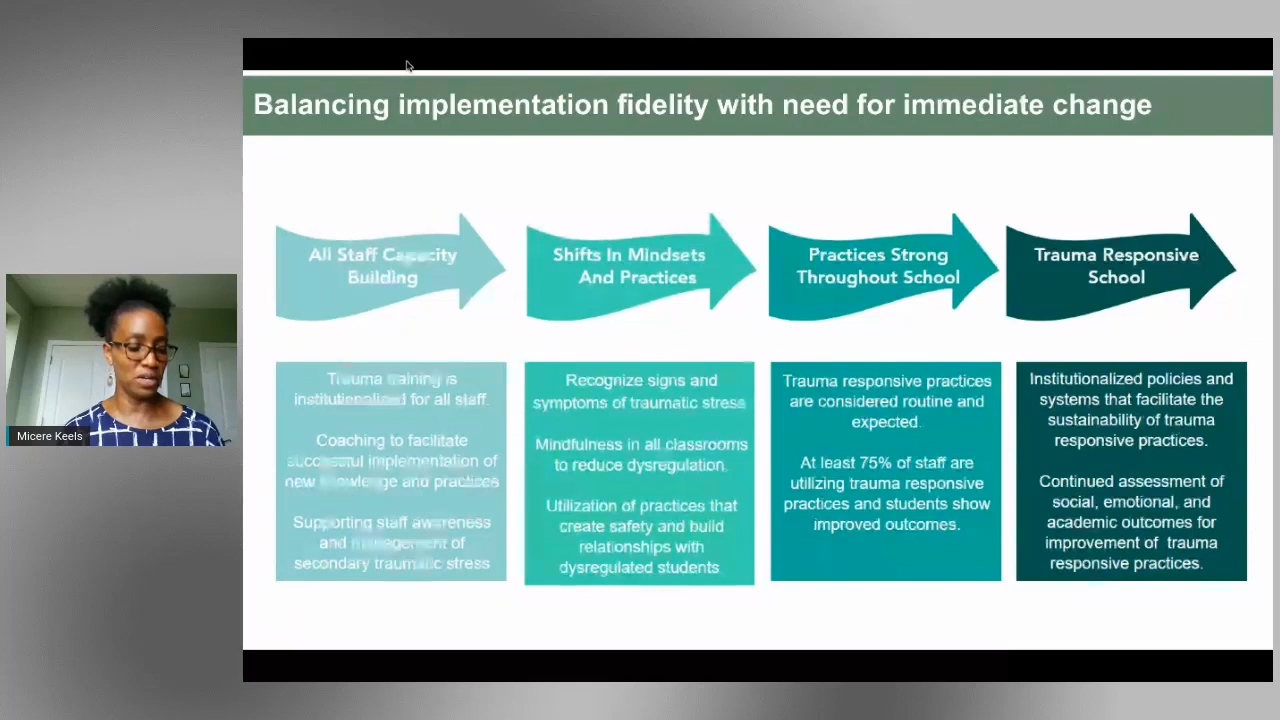 Balancing implementation fidelity with need for immediate change
All Staff Capacity
Building
Shifts In Mindsets
And Practices
Practices Strong
Throughout School
Trauma Responsive
School
Trauma training is
institutionalized for all staff.
Coaching to facilitate
successful implementation of
new knowledge and practices
Supporting staff awareness
and management of
secondary traumatic stress
Recognize signs and
symptoms of traumatic stress
Mindfulness in all classrooms
to reduce dysregulation.
Utilization of practices that
create safety and build
relationships with
dysregulated students
Trauma responsive practices
are considered routine and
expected.
At least 75% of staff are
utilizing trauma responsive
practices and students show
improved outcomes.
Institutionalized policies and
systems that facilitate the
sustainability of trauma
responsive practices.
Continued assessment of
social, emotional, and
academic outcomes for
improvement of trauma
responsive practices.
Micere Keels